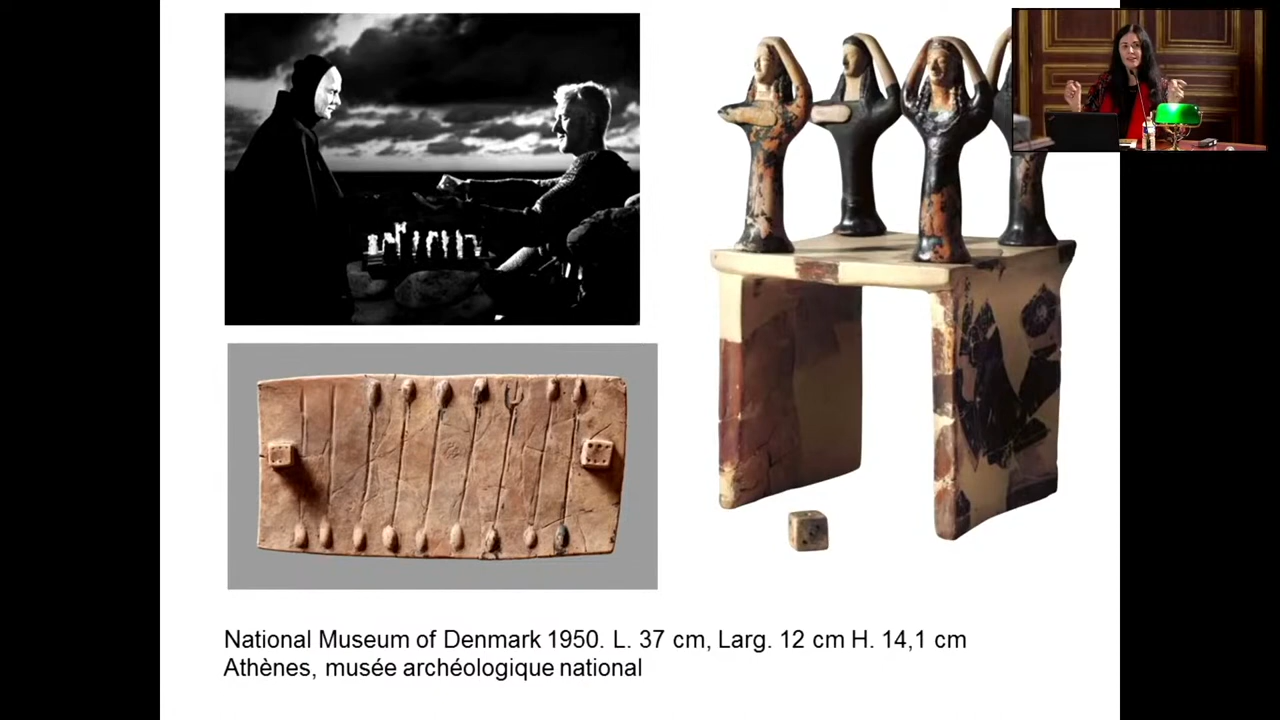 National Museum of Denmark 1950. L. 37 cm, Larg. 12 cm H. 14,1 cm
Athènes, musée archéologique national